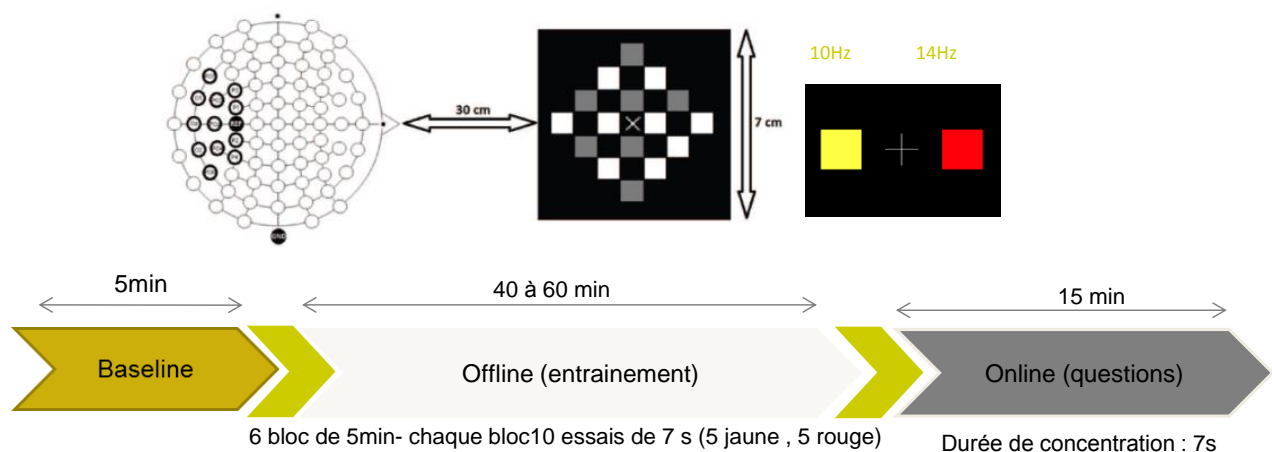 30 cm
7 cm
10Hz
14Hz
GND
5min
40 à 60 min
15 min
Baseline
Offline (entrainement)
Online (questions)
6 bloc de 5min- chaque bloc10 essais de 7 s (5 jaune , 5 rouge)
Durée de concentration : 7s